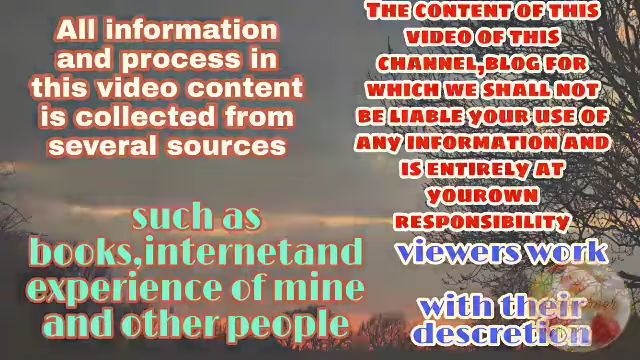 All information
and process in
this video content
is collected from
several sources
such as
books,internetand
experience of mine
and other people
THE CONTENT OF THIS
VIDEO OF THIS
CHANNEL,BLOG FOR
WHICH WE SHALL NOT
BE LIABLE YOUR USE OF
ANY INFORMATION AND
IS ENTIRELY AT
YOUROWN
RESPONSIBILITY
viewers work
with their
descretion